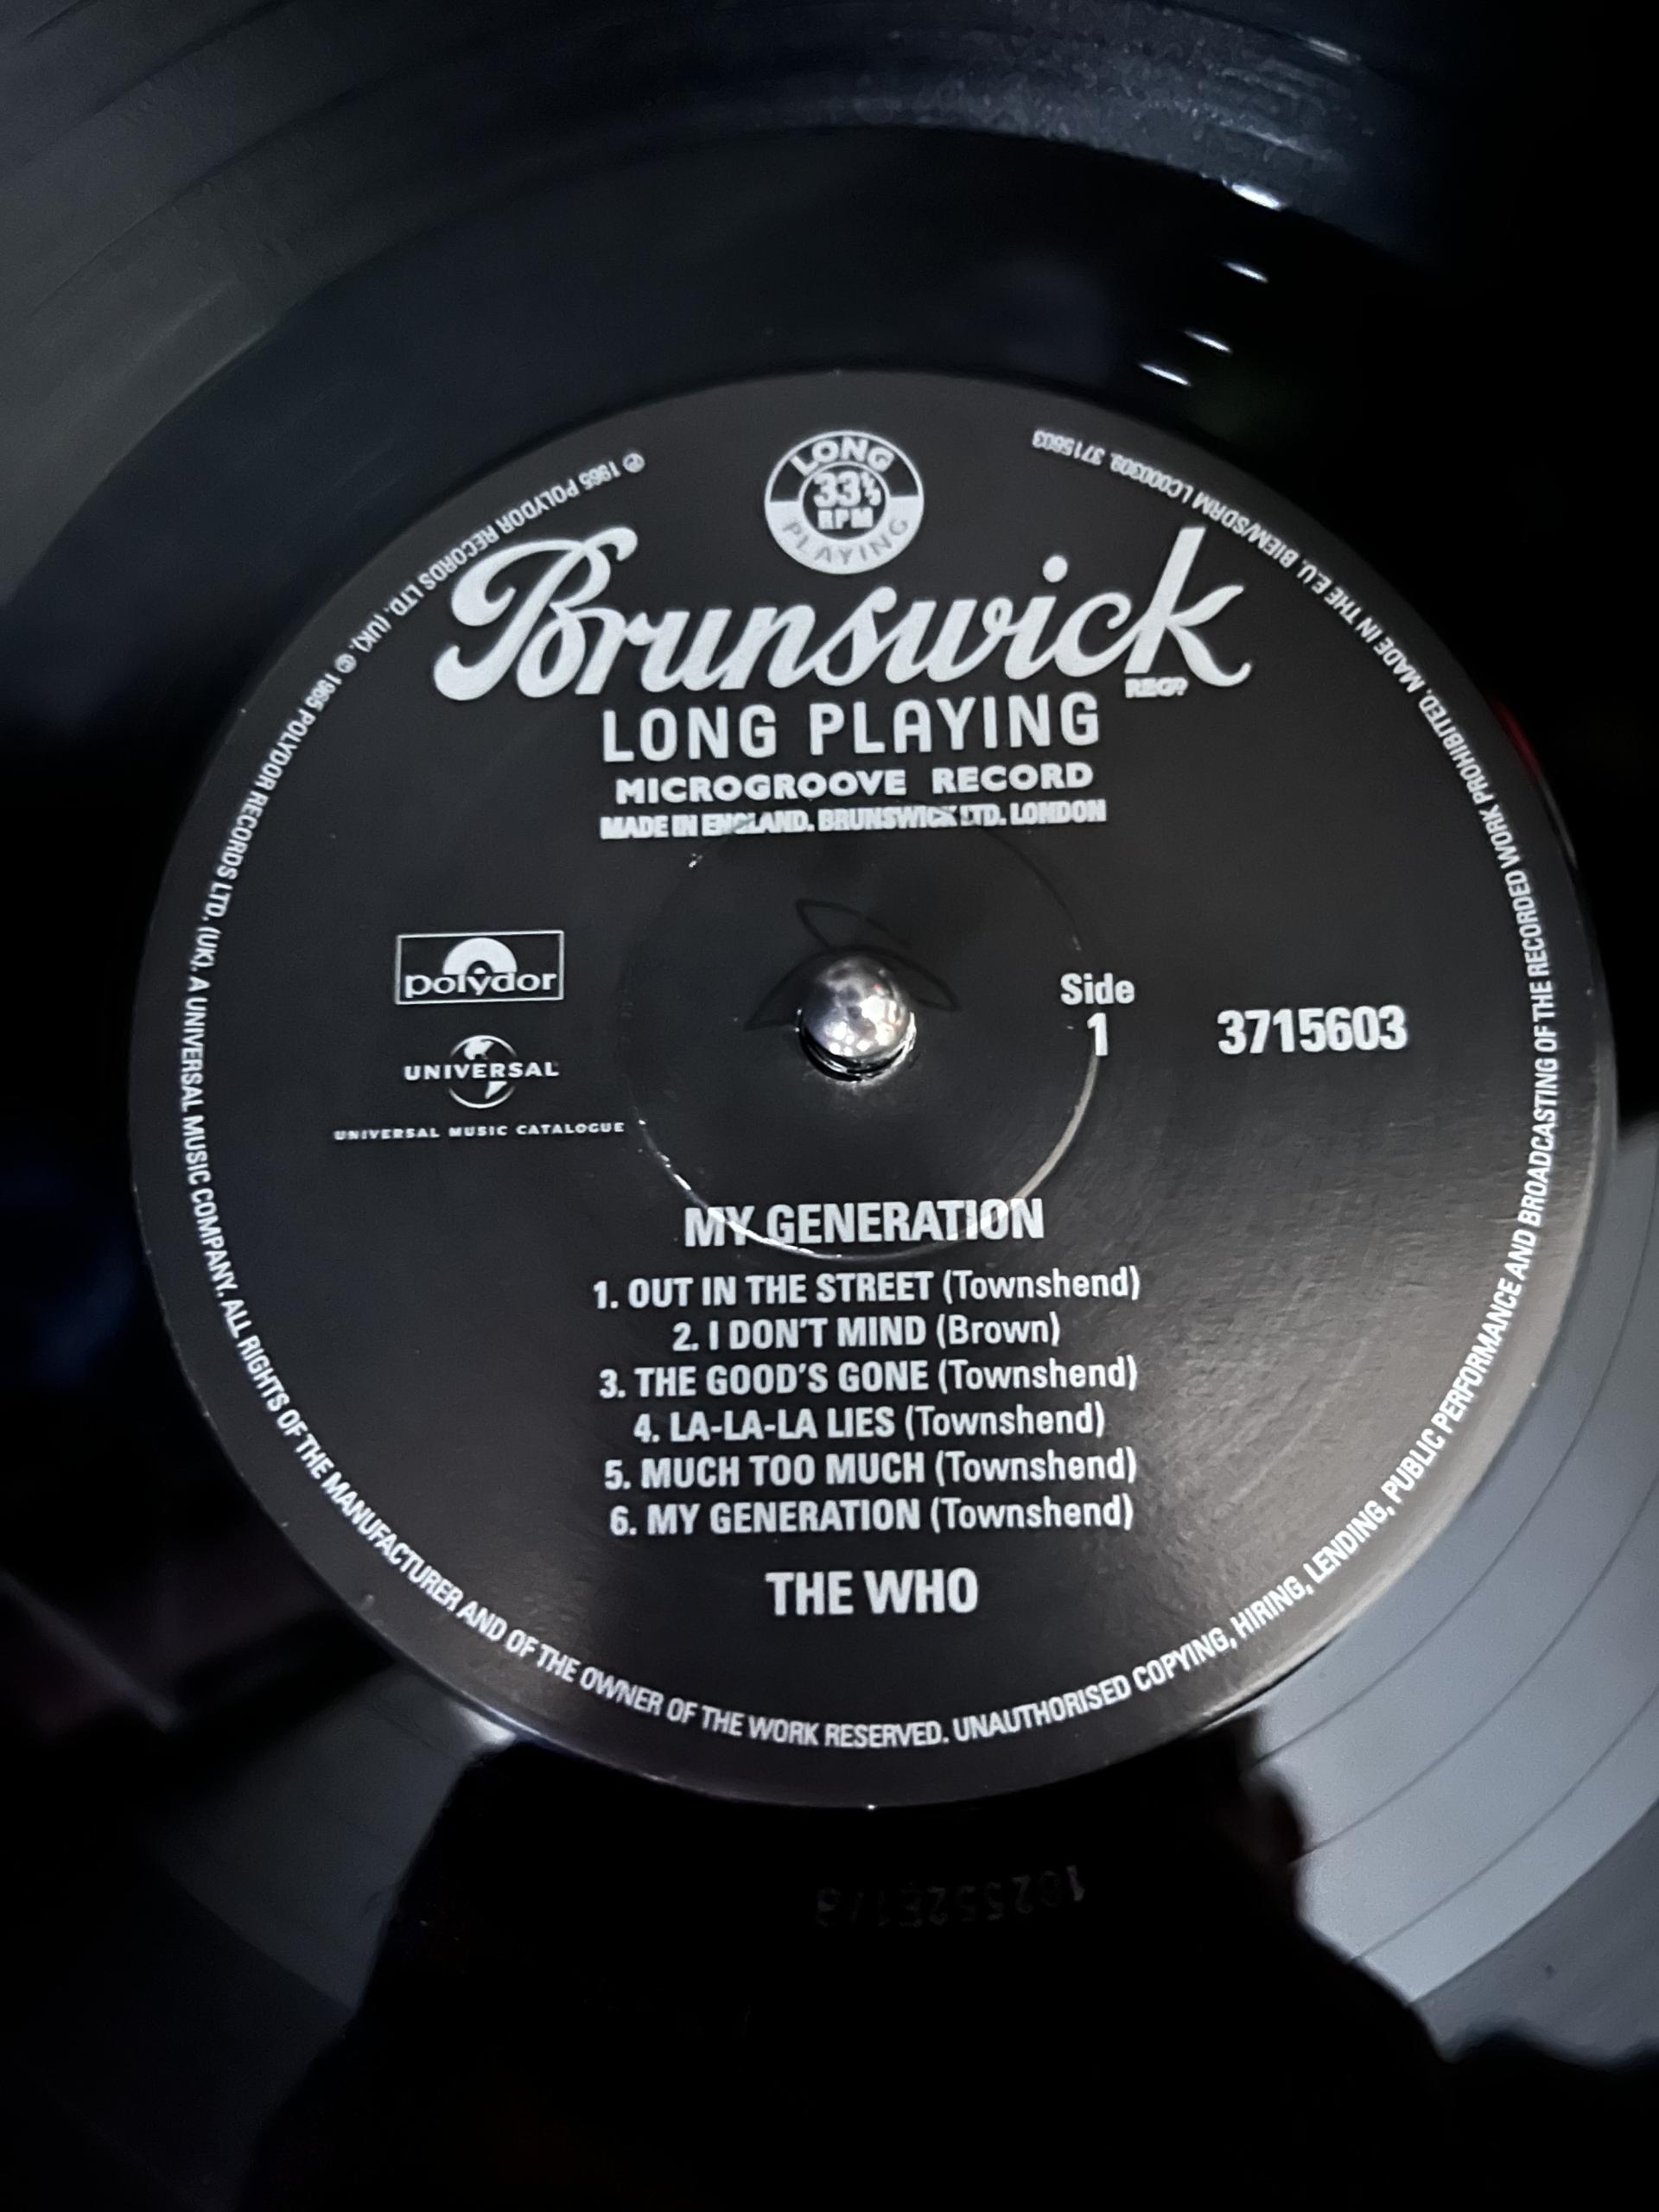 LONG
33⅓
RPM
PLAYING
Brunswick
REGD
LONG PLAYING
MICROGROOVE RECORD
MADE IN ENGLAND. BRUNSWICK LTD. LONDON
polydor
UNIVERSAL
UNIVERSAL MUSIC CATALOGUE
Side
1
3715603
MY GENERATION
1. OUT IN THE STREET (Townshend)
2. I DON'T MIND (Brown)
3. THE GOOD'S GONE (Townshend)
4. LA-LA-LA LIES (Townshend)
5. MUCH TOO MUCH (Townshend)
6. MY GENERATION (Townshend)
THE WHO
℗ 1965 POLYDOR RECORDS LTD. (UK). © 1965 POLYDOR RECORDS LTD. (UK). A UNIVERSAL MUSIC COMPANY. ALL RIGHTS OF THE MANUFACTURER AND OF THE OWNER OF THE WORK RESERVED. UNAUTHORISED COPYING, HIRING, LENDING, PUBLIC PERFORMANCE AND BROADCASTING OF THE RECORDED WORK PROHIBITED. MADE IN THE E.U. BIEM/SDRM LC000309. 3715603